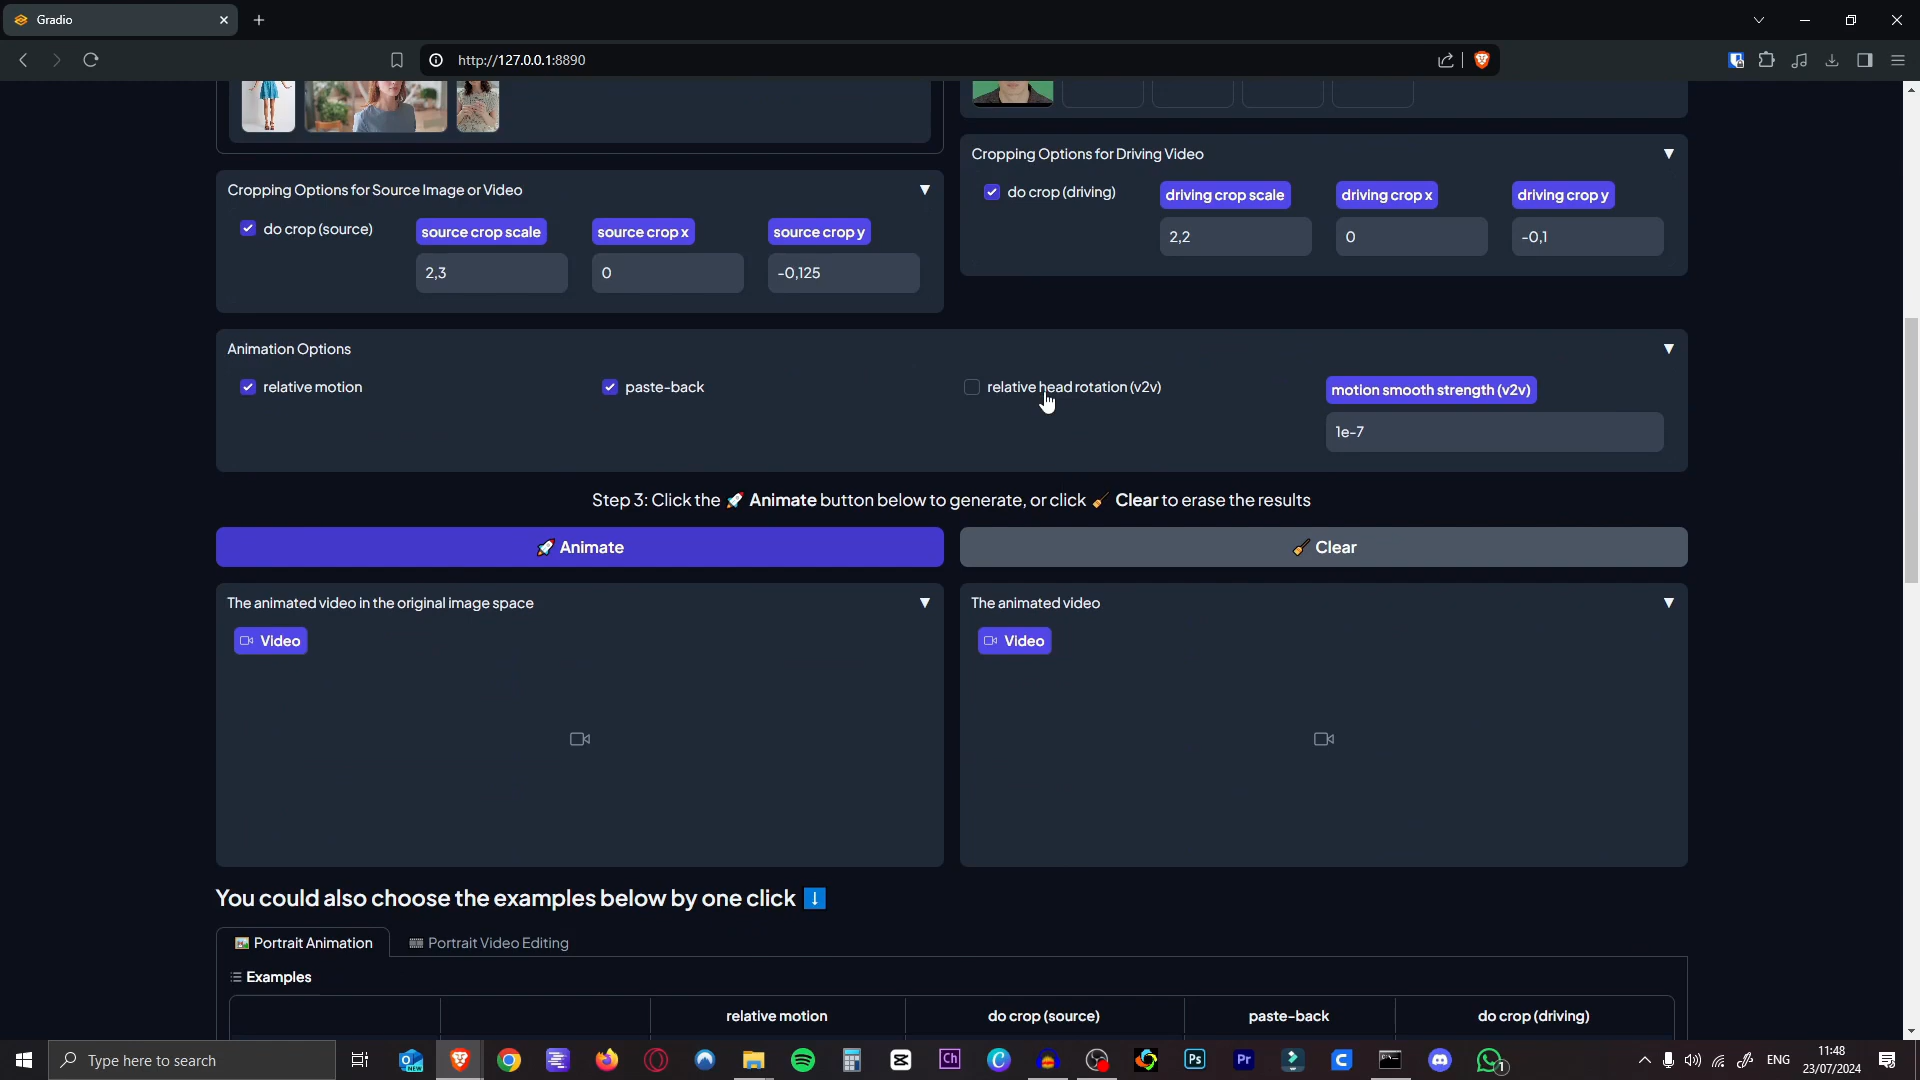 Gradio
http://127.0.0.1:8890
Cropping Options for Source Image or Video ▼
do crop (source)
source crop scale
2,3
source crop x
0
source crop y
-0,125
Cropping Options for Driving Video ▼
do crop (driving)
driving crop scale
2,2
driving crop x
0
driving crop y
-0,1
Animation Options ▼
relative motion
paste-back
relative head rotation (v2v)
motion smooth strength (v2v)
1e-7
Step 3: Click the 🚀 Animate button below to generate, or click 🧹 Clear to erase the results
🚀 Animate
🧹 Clear
The animated video in the original image space ▼
Video
The animated video ▼
Video
You could also choose the examples below by one click ⬇️
Portrait Animation
Portrait Video Editing
Examples
relative motion
do crop (source)
paste-back
do crop (driving)
Type here to search
NEW
Ch
Ps
Pr
1
ENG
11:48
23/07/2024